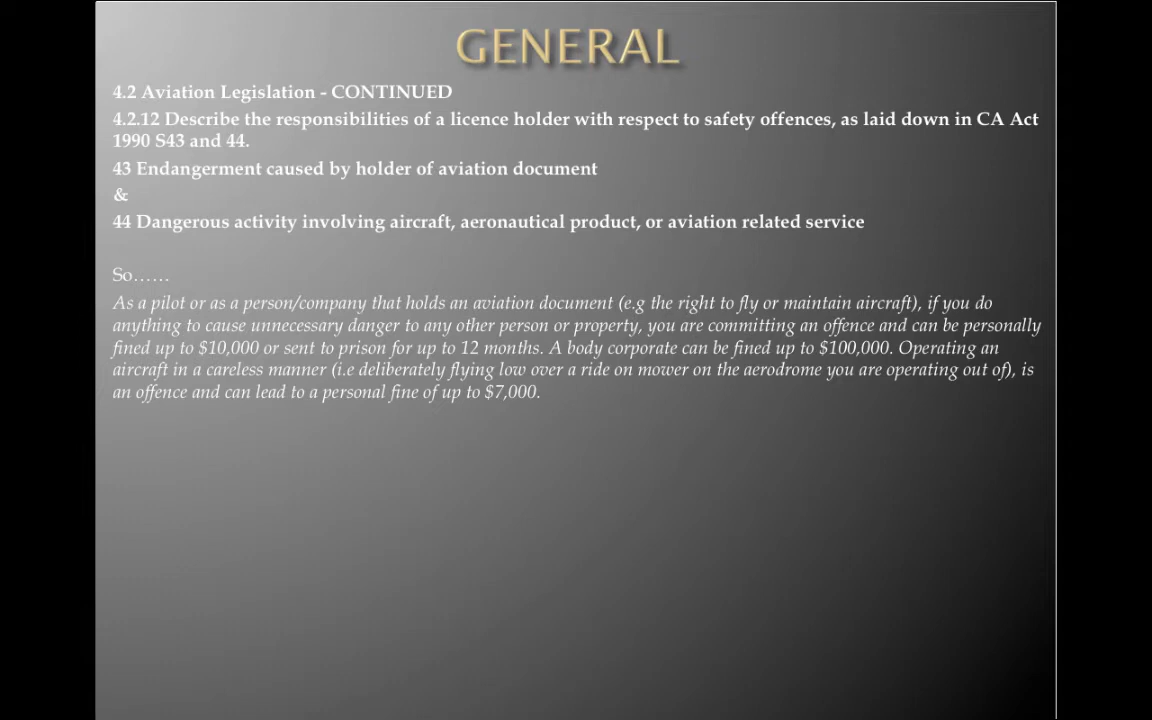 GENERAL
4.2 Aviation Legislation - CONTINUED
4.2.12 Describe the responsibilities of a licence holder with respect to safety offences, as laid down in CA Act
1990 S43 and 44.
43 Endangerment caused by holder of aviation document
&
44 Dangerous activity involving aircraft, aeronautical product, or aviation related service
So……
As a pilot or as a person/company that holds an aviation document (e.g the right to fly or maintain aircraft), if you do
anything to cause unnecessary danger to any other person or property, you are committing an offence and can be personally
fined up to $10,000 or sent to prison for up to 12 months. A body corporate can be fined up to $100,000. Operating an
aircraft in a careless manner (i.e deliberately flying low over a ride on mower on the aerodrome you are operating out of), is
an offence and can lead to a personal fine of up to $7,000.